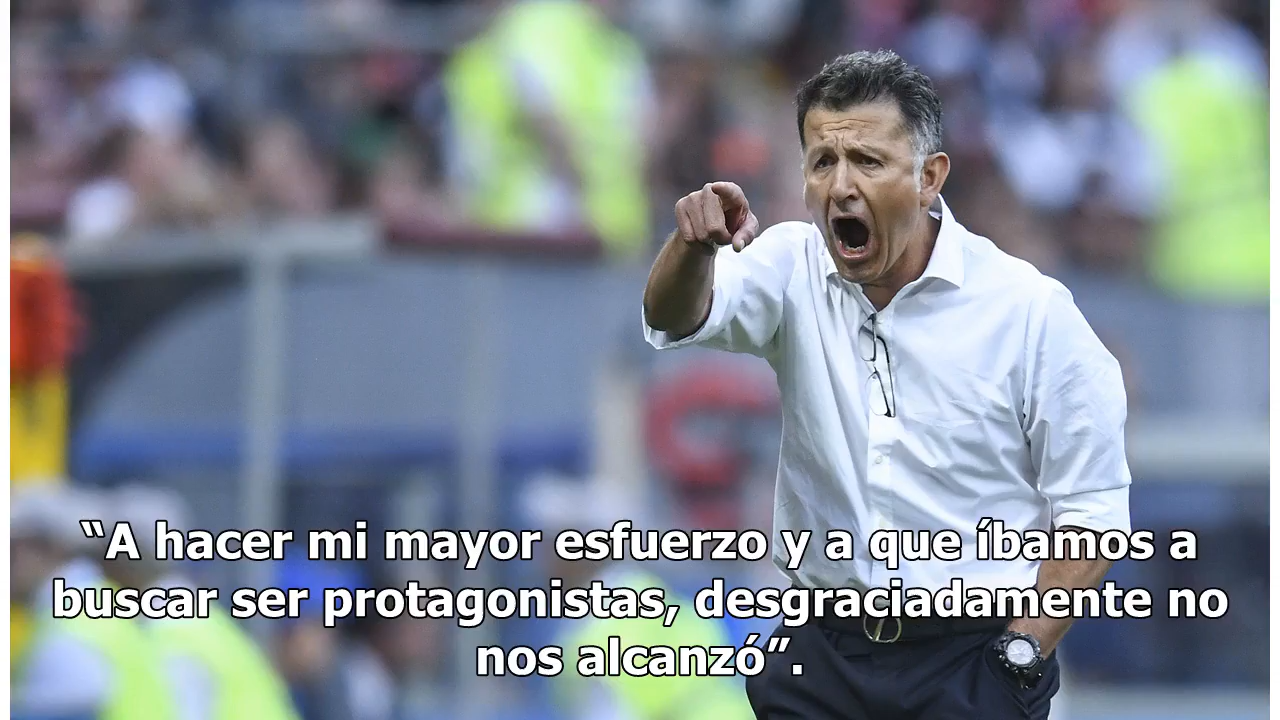 “A hacer mi mayor esfuerzo y a que íbamos a
buscar ser protagonistas, desgraciadamente no
nos alcanzó”.